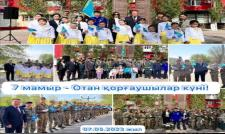 7 мамыр - Отан қорғаушылар күні!
07.05.2023 жыл